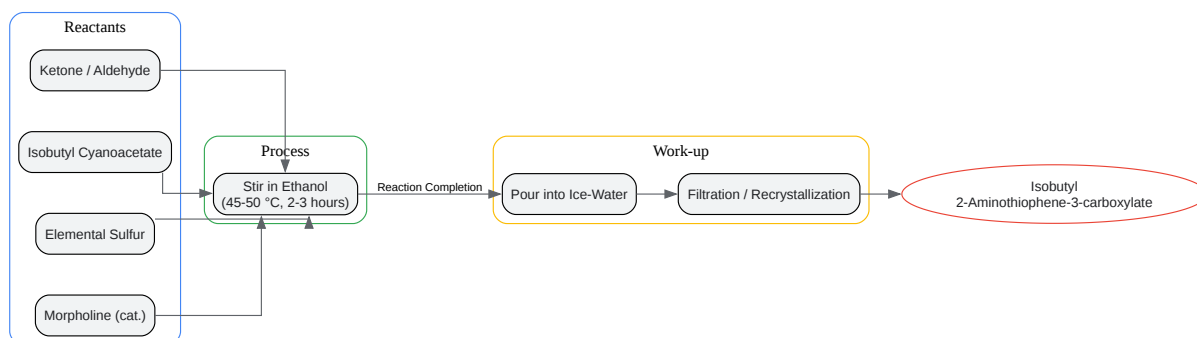 Reactants
Ketone / Aldehyde
Isobutyl Cyanoacetate
Elemental Sulfur
Morpholine (cat.)
Process
Stir in Ethanol
(45-50 °C, 2-3 hours)
Reaction Completion
Work-up
Pour into Ice-Water
Filtration / Recrystallization
Isobutyl
2-Aminothiophene-3-carboxylate